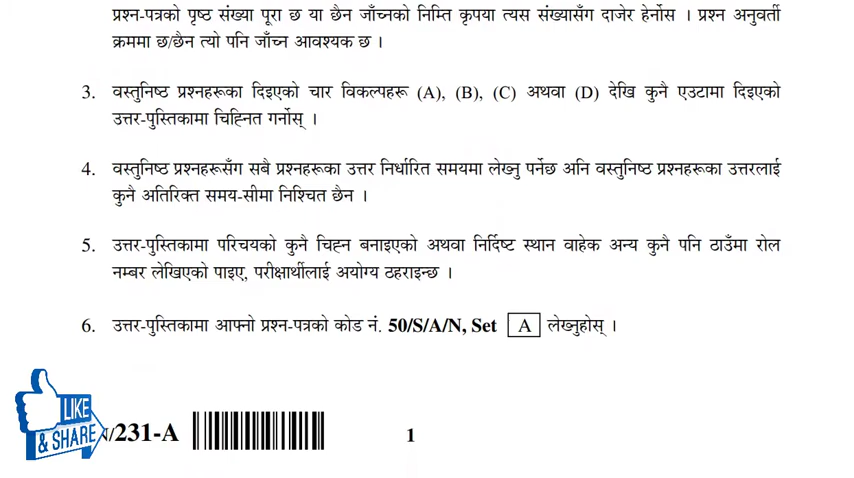 प्रश्न-पत्रको पृष्ठ संख्या पूरा छ या छैन जाँच्नको निम्ति कृपया त्यस संख्यासँग दाजेर हेर्नोस । प्रश्न अनुवर्ती
क्रममा छ/छैन त्यो पनि जाँच्न आवश्यक छ ।
3. वस्तुनिष्ठ प्रश्नहरूका दिइएको चार विकल्पहरू (A), (B), (C) अथवा (D) देखि कुनै एउटामा दिइएको
उत्तर-पुस्तिकामा चिह्नित गर्नोस् ।
4. वस्तुनिष्ठ प्रश्नहरूसँग सबै प्रश्नहरूका उत्तर निर्धारित समयमा लेख्नु पर्नेछ अनि वस्तुनिष्ठ प्रश्नहरूका उत्तरलाई
कुनै अतिरिक्त समय-सीमा निश्चित छैन ।
5. उत्तर-पुस्तिकामा परिचयको कुनै चिह्न बनाइएको अथवा निर्दिष्ट स्थान वाहेक अन्य कुनै पनि ठाउँमा रोल
नम्बर लेखिएको पाइए, परीक्षार्थीलाई अयोग्य ठहराइन्छ ।
6. उत्तर-पुस्तिकामा आफ्नो प्रश्न-पत्रको कोड नं. 50/S/A/N, Set A लेख्नुहोस् ।
LIKE
& SHARE
/231-A
1